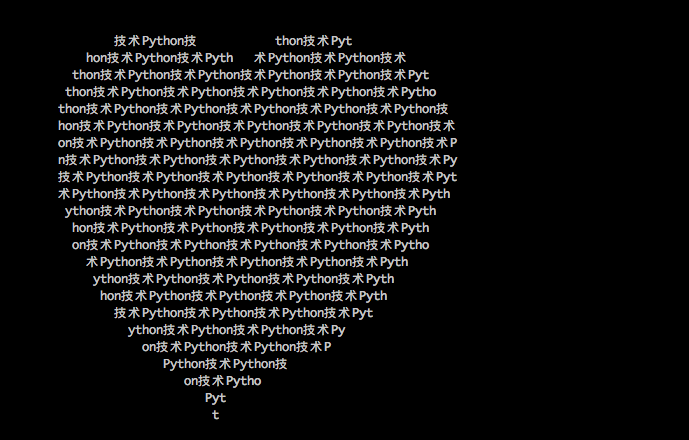 技术Python技           thon技术Pyt
hon技术Python技术Pyth   术Python技术Python技术
thon技术Python技术Python技术Python技术Python技术Pyt
thon技术Python技术Python技术Python技术Python技术Pytho
thon技术Python技术Python技术Python技术Python技术Python技
hon技术Python技术Python技术Python技术Python技术Python技术
on技术Python技术Python技术Python技术Python技术Python技术P
n技术Python技术Python技术Python技术Python技术Python技术Py
技术Python技术Python技术Python技术Python技术Python技术Pyt
术Python技术Python技术Python技术Python技术Python技术Pyth
ython技术Python技术Python技术Python技术Python技术Pyth
hon技术Python技术Python技术Python技术Python技术Pyth
on技术Python技术Python技术Python技术Python技术Pytho
术Python技术Python技术Python技术Python技术Pyth
ython技术Python技术Python技术Python技术Pyth
hon技术Python技术Python技术Python技术Pyth
技术Python技术Python技术Python技术Pyt
ython技术Python技术Python技术Py
on技术Python技术Python技术P
Python技术Python技
on技术Pytho
Pyt
t